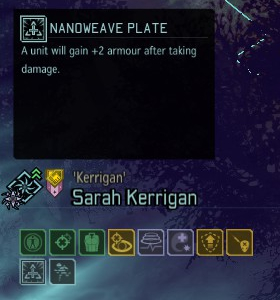 NANOWEAVE PLATE
A unit will gain +2 armour after taking
damage.
'Kerrigan'
Sarah Kerrigan